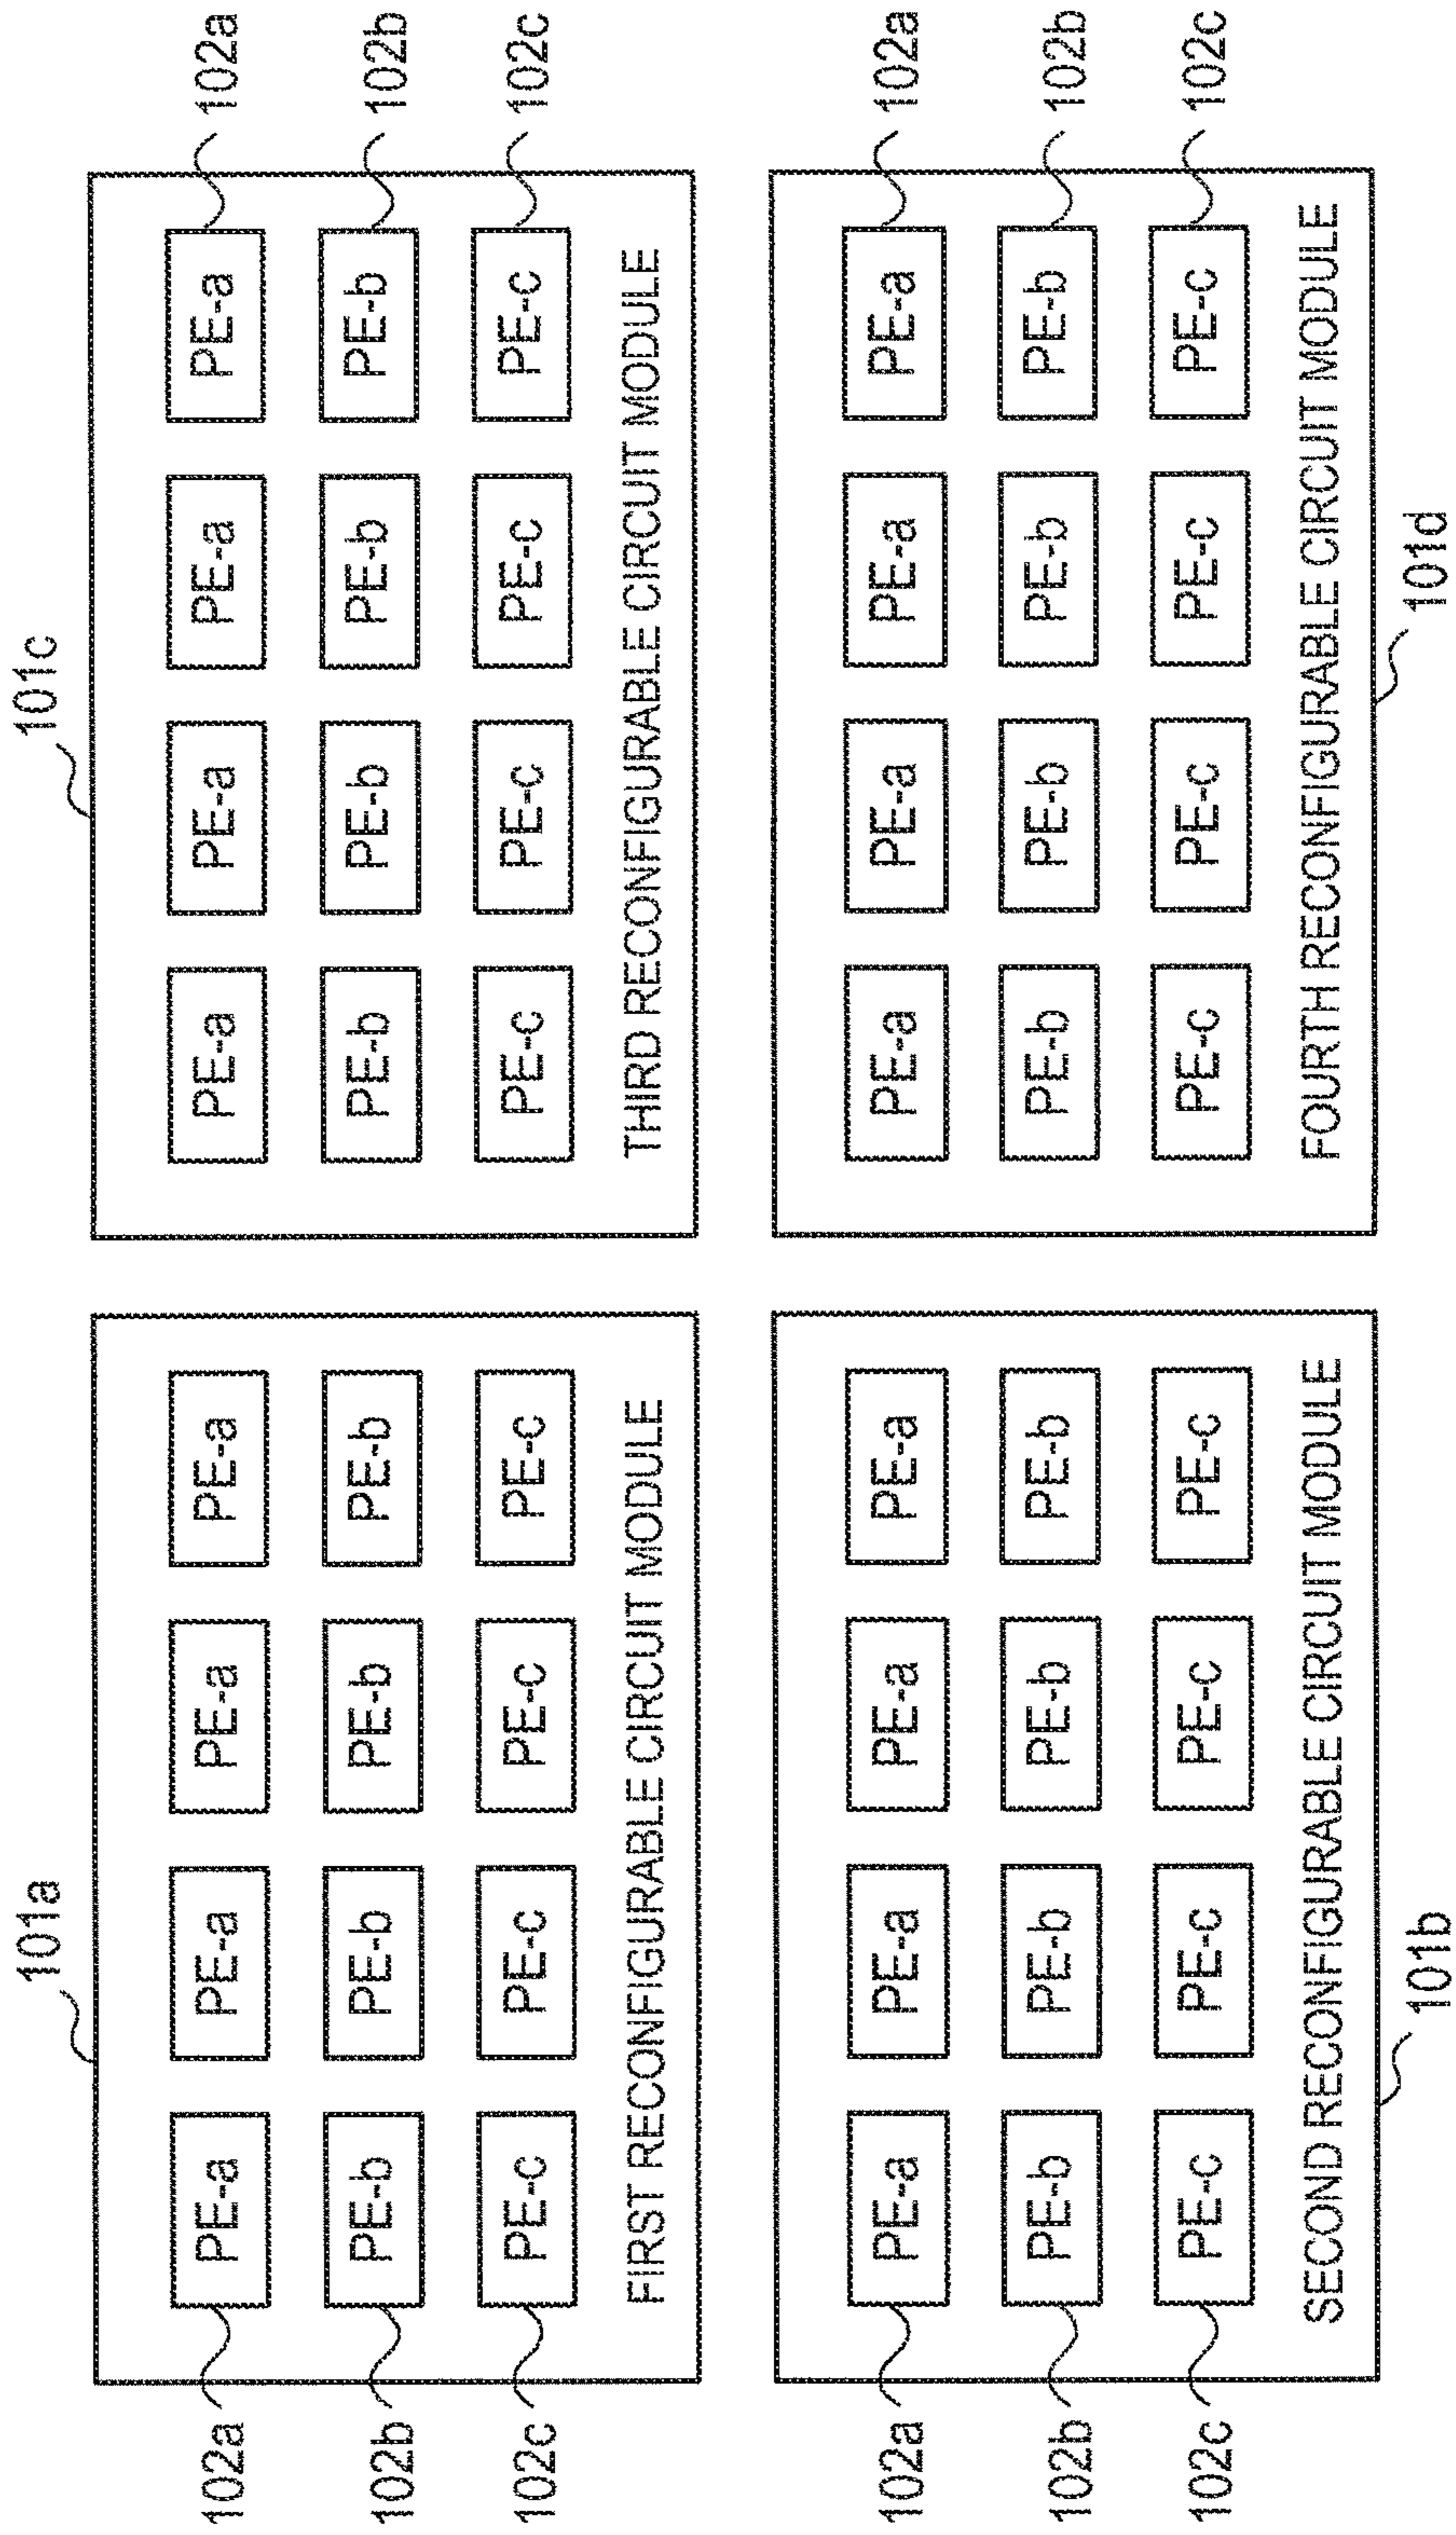 101a
102a PE-a PE-a PE-a PE-a
102b PE-b PE-b PE-b PE-b
102c PE-c PE-c PE-c PE-c
FIRST RECONFIGURABLE CIRCUIT MODULE
101c
PE-a PE-a PE-a PE-a 102a
PE-b PE-b PE-b PE-b 102b
PE-c PE-c PE-c PE-c 102c
THIRD RECONFIGURABLE CIRCUIT MODULE
102a PE-a PE-a PE-a PE-a
102b PE-b PE-b PE-b PE-b
102c PE-c PE-c PE-c PE-c
SECOND RECONFIGURABLE CIRCUIT MODULE
101b
PE-a PE-a PE-a PE-a 102a
PE-b PE-b PE-b PE-b 102b
PE-c PE-c PE-c PE-c 102c
FOURTH RECONFIGURABLE CIRCUIT MODULE
101d